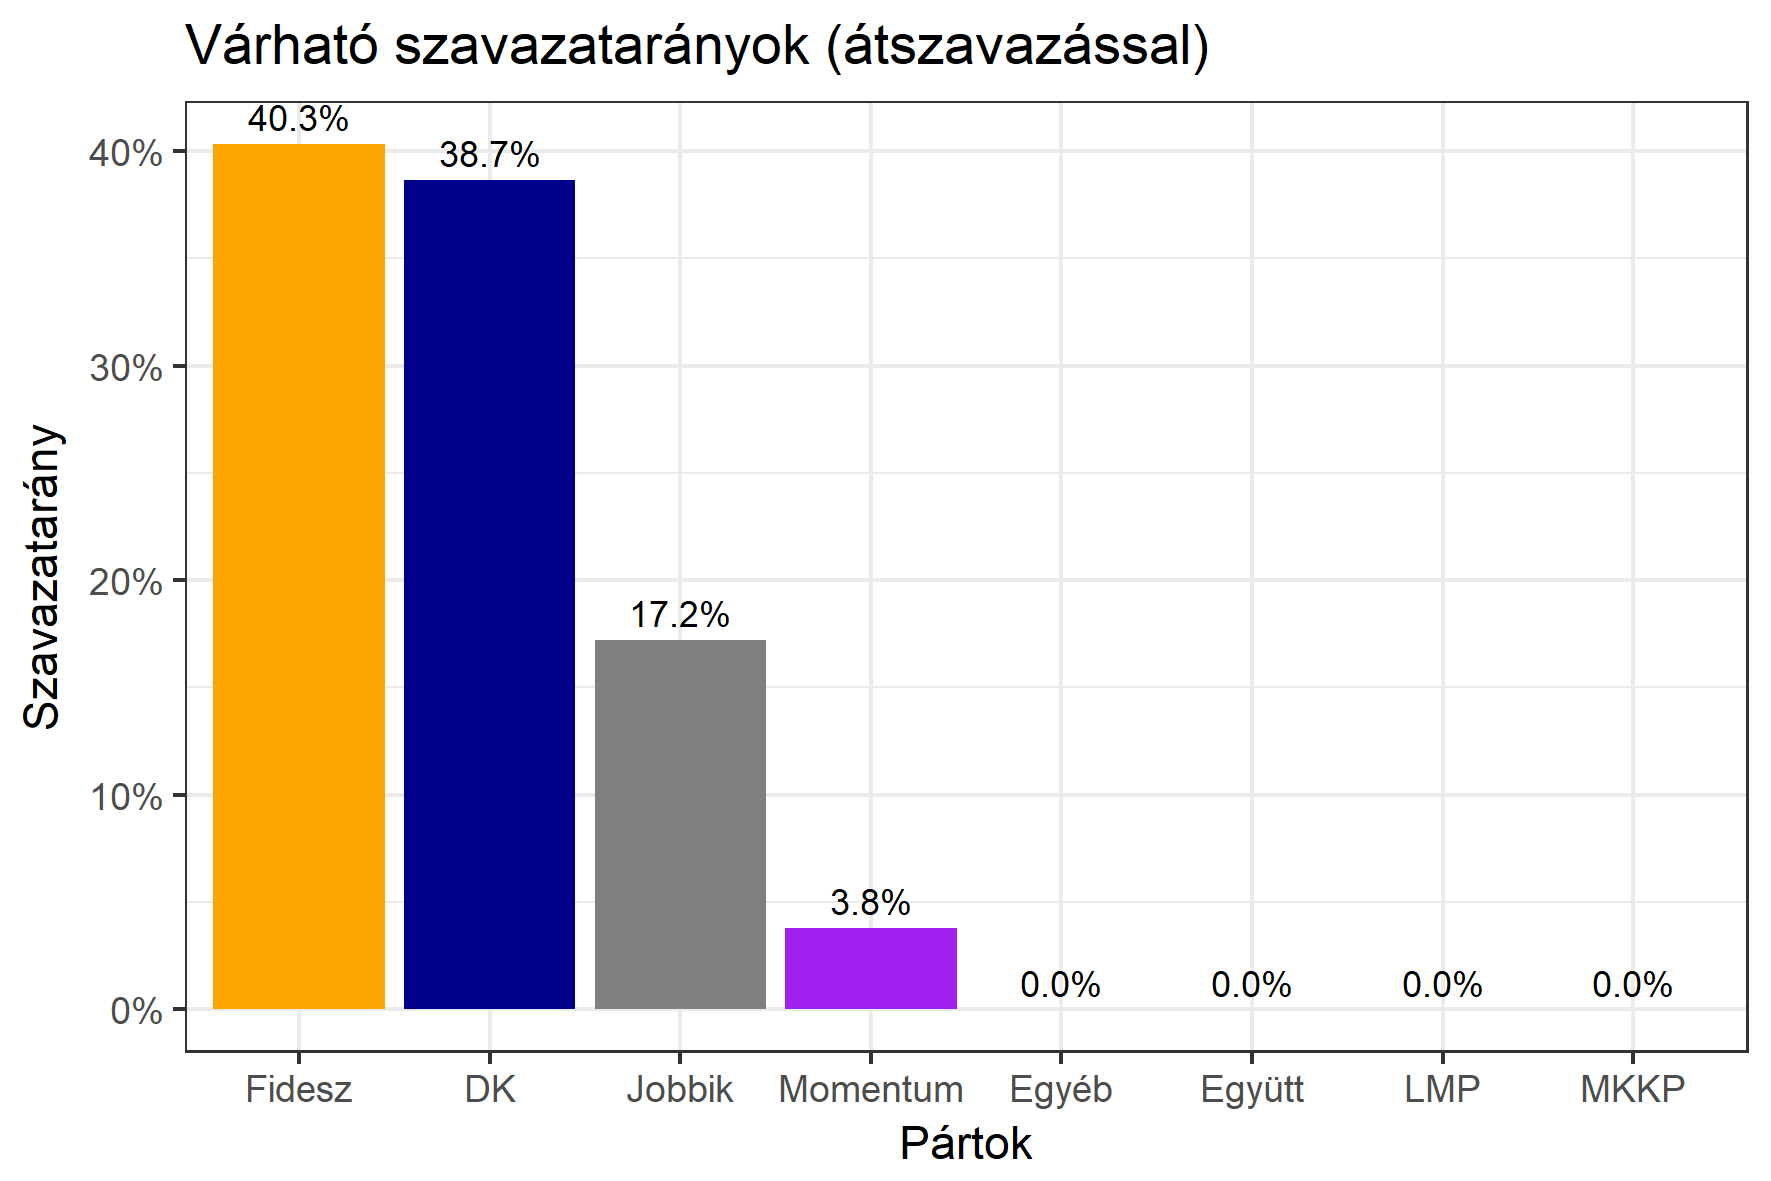 Várható szavazatarányok (átszavazással)
40.3%
38.7%
17.2%
3.8%
0.0%
0.0%
0.0%
0.0%
40%
30%
20%
10%
0%
Szavazatarány
Fidesz
DK
Jobbik
Momentum
Egyéb
Együtt
LMP
MKKP
Pártok